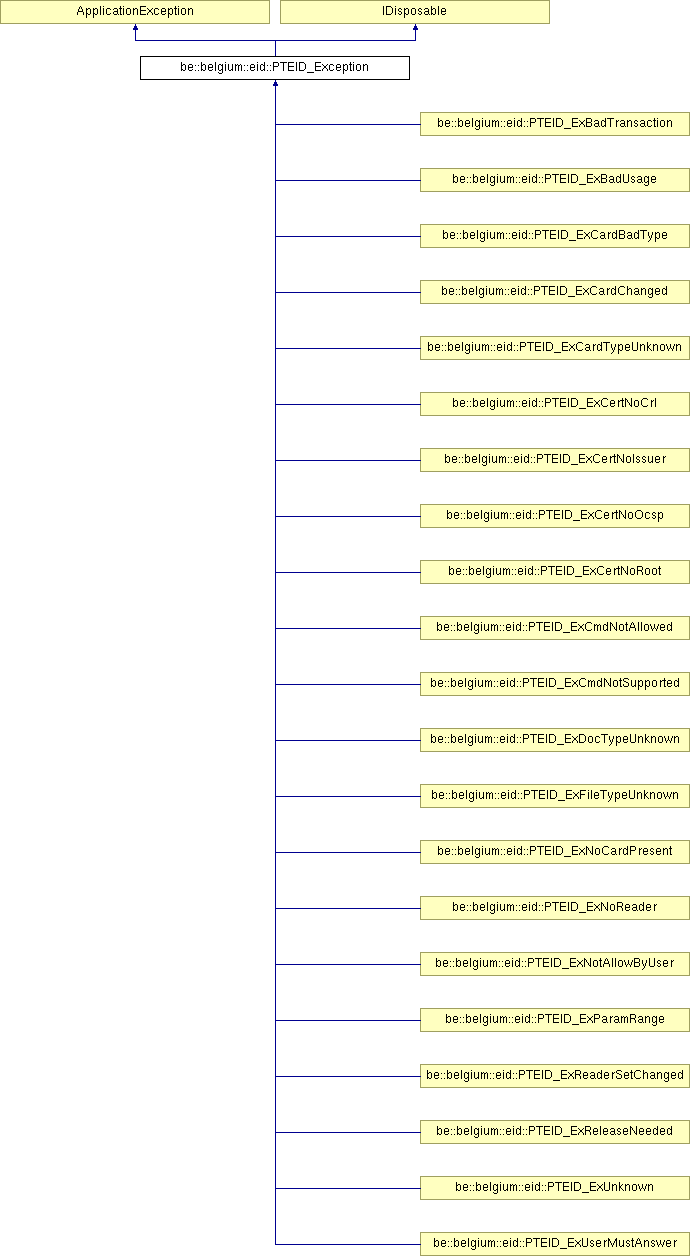 ApplicationException
IDisposable
be::belgium::eid::PTEID_Exception
be::belgium::eid::PTEID_ExBadTransaction
be::belgium::eid::PTEID_ExBadUsage
be::belgium::eid::PTEID_ExCardBadType
be::belgium::eid::PTEID_ExCardChanged
be::belgium::eid::PTEID_ExCardTypeUnknown
be::belgium::eid::PTEID_ExCertNoCrl
be::belgium::eid::PTEID_ExCertNoIssuer
be::belgium::eid::PTEID_ExCertNoOcsp
be::belgium::eid::PTEID_ExCertNoRoot
be::belgium::eid::PTEID_ExCmdNotAllowed
be::belgium::eid::PTEID_ExCmdNotSupported
be::belgium::eid::PTEID_ExDocTypeUnknown
be::belgium::eid::PTEID_ExFileTypeUnknown
be::belgium::eid::PTEID_ExNoCardPresent
be::belgium::eid::PTEID_ExNoReader
be::belgium::eid::PTEID_ExNotAllowByUser
be::belgium::eid::PTEID_ExParamRange
be::belgium::eid::PTEID_ExReaderSetChanged
be::belgium::eid::PTEID_ExReleaseNeeded
be::belgium::eid::PTEID_ExUnknown
be::belgium::eid::PTEID_ExUserMustAnswer